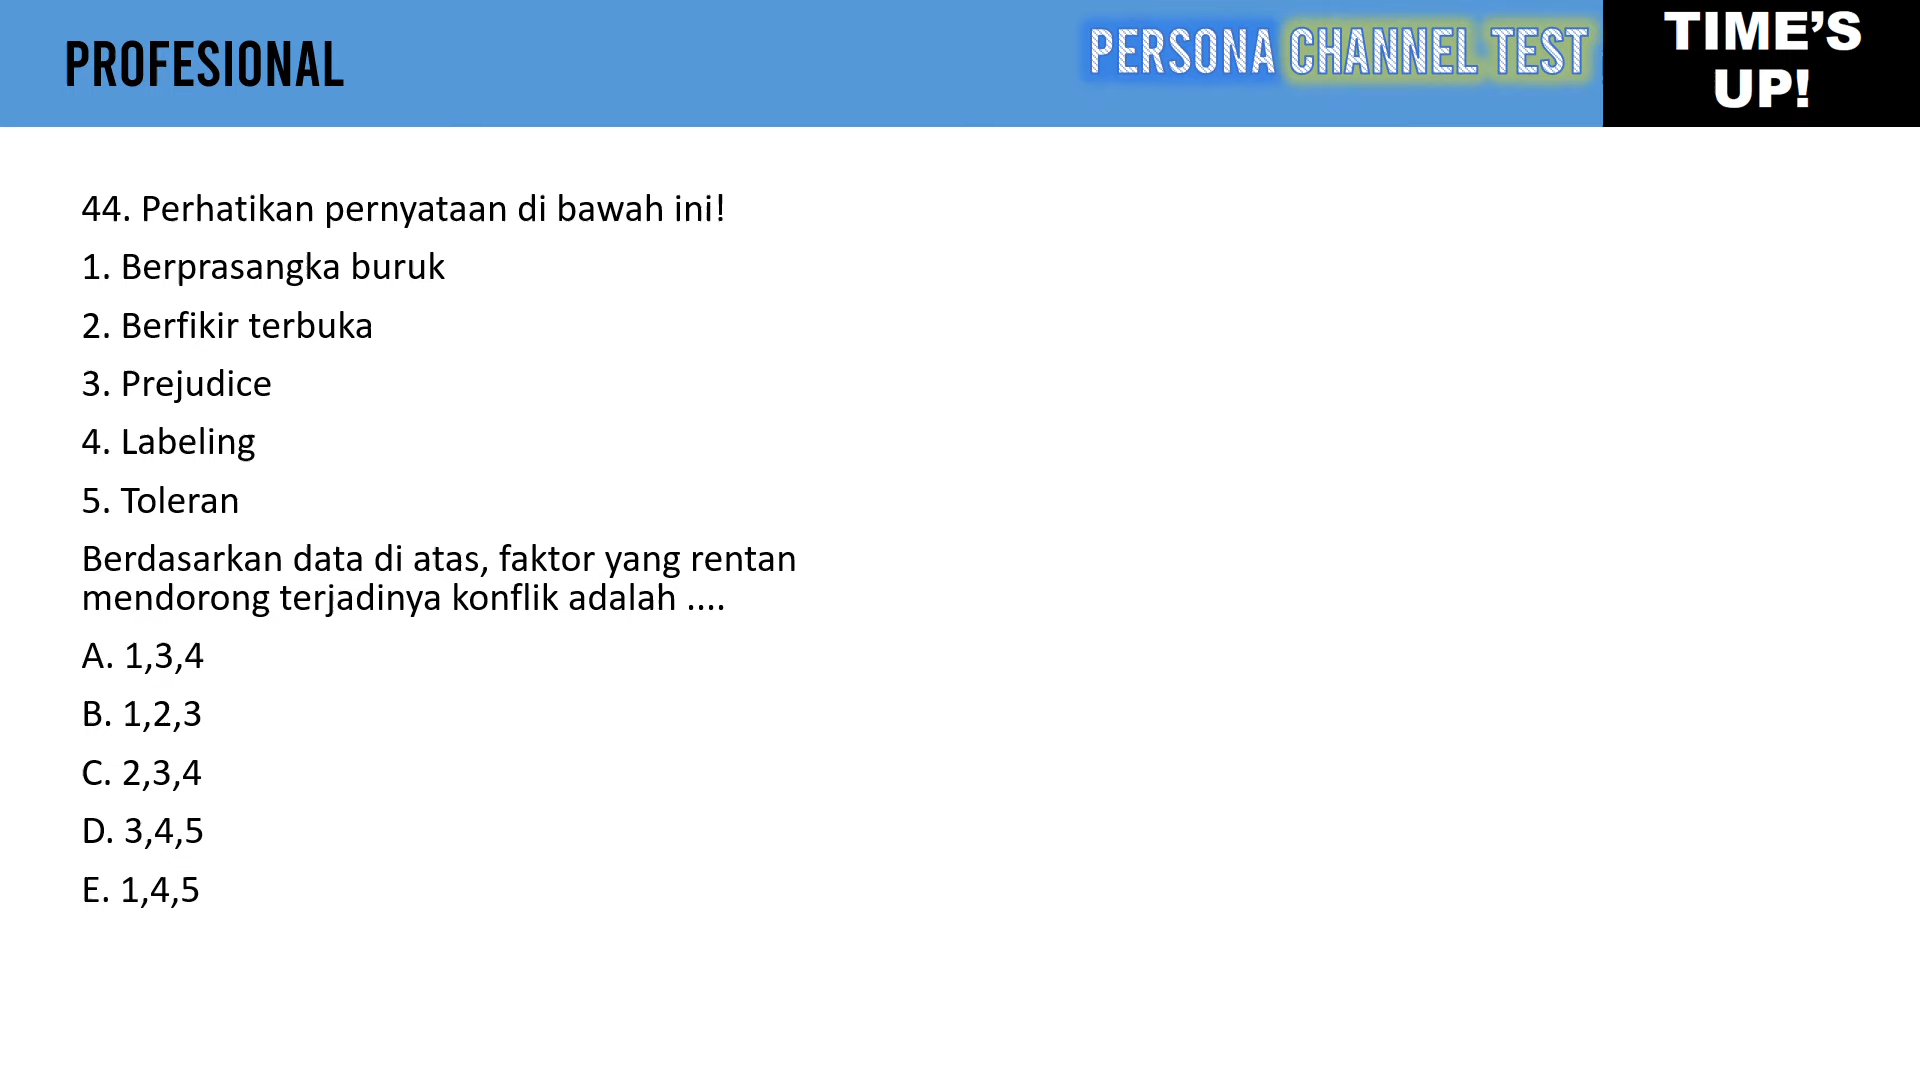 PROFESIONAL
PERSONA CHANNEL TEST
TIME’S
UP!
44. Perhatikan pernyataan di bawah ini!
1. Berprasangka buruk
2. Berfikir terbuka
3. Prejudice
4. Labeling
5. Toleran
Berdasarkan data di atas, faktor yang rentan
mendorong terjadinya konflik adalah ....
A. 1,3,4
B. 1,2,3
C. 2,3,4
D. 3,4,5
E. 1,4,5